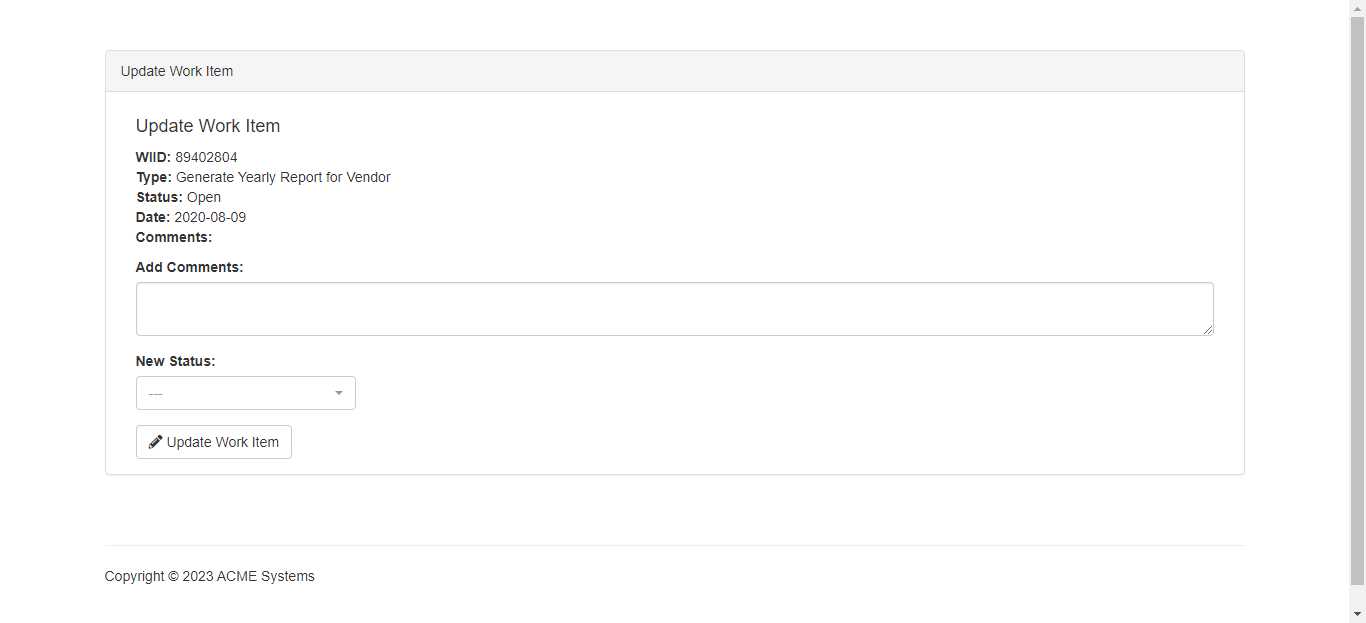 Update Work Item
Update Work Item
WIID: 89402804
Type: Generate Yearly Report for Vendor
Status: Open
Date: 2020-08-09
Comments:
Add Comments:
New Status:
---
Update Work Item
Copyright © 2023 ACME Systems